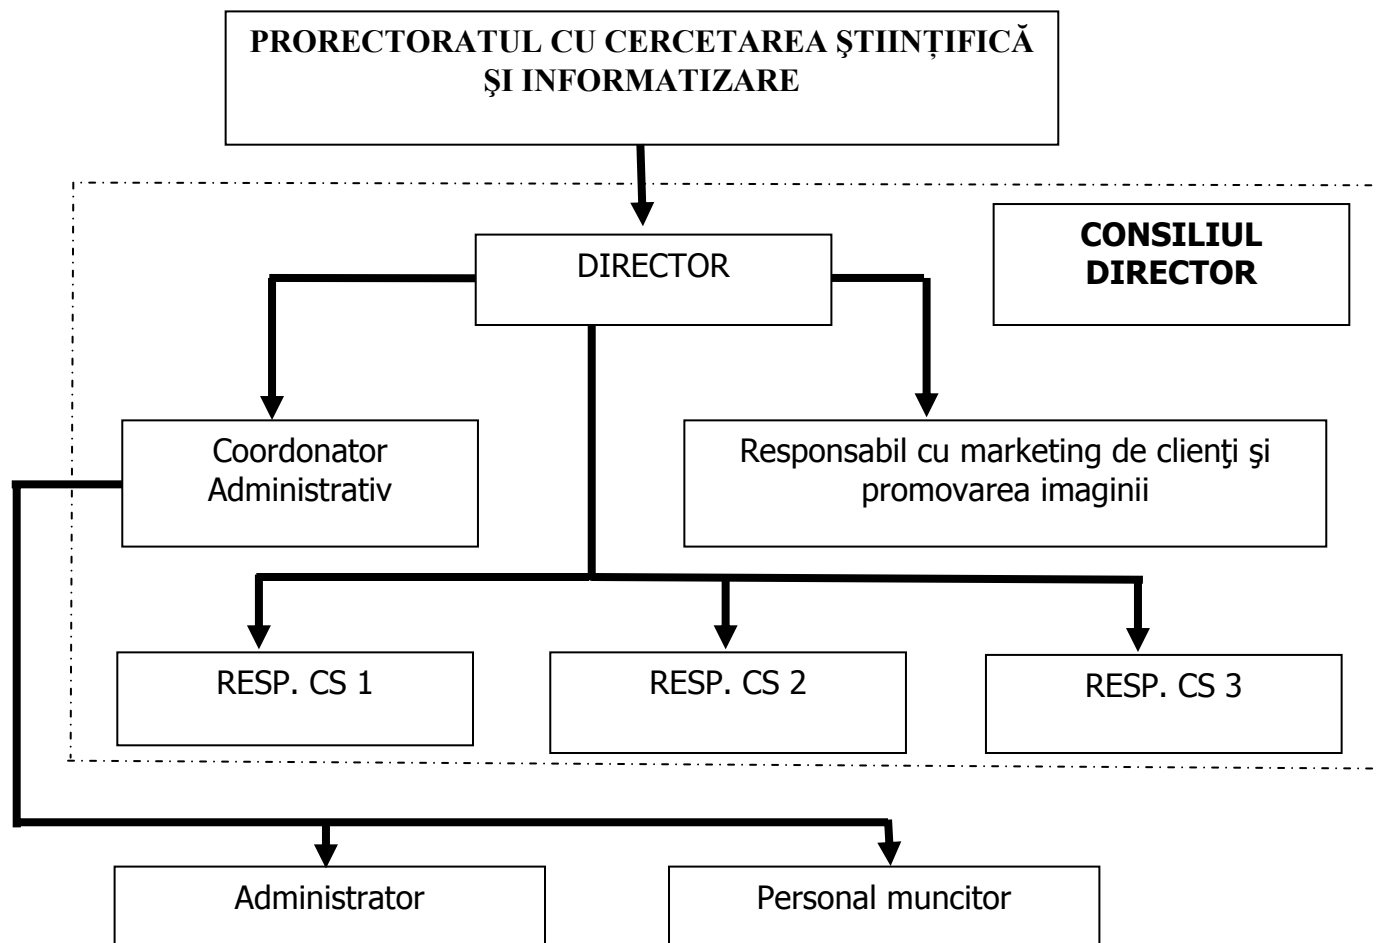 PRORECTORATUL CU CERCETAREA ŞTIINȚIFICĂ
ŞI INFORMATIZARE
DIRECTOR
CONSILIUL
DIRECTOR
Coordonator
Administrativ
Responsabil cu marketing de clienţi şi
promovarea imaginii
RESP. CS 1
RESP. CS 2
RESP. CS 3
Administrator
Personal muncitor